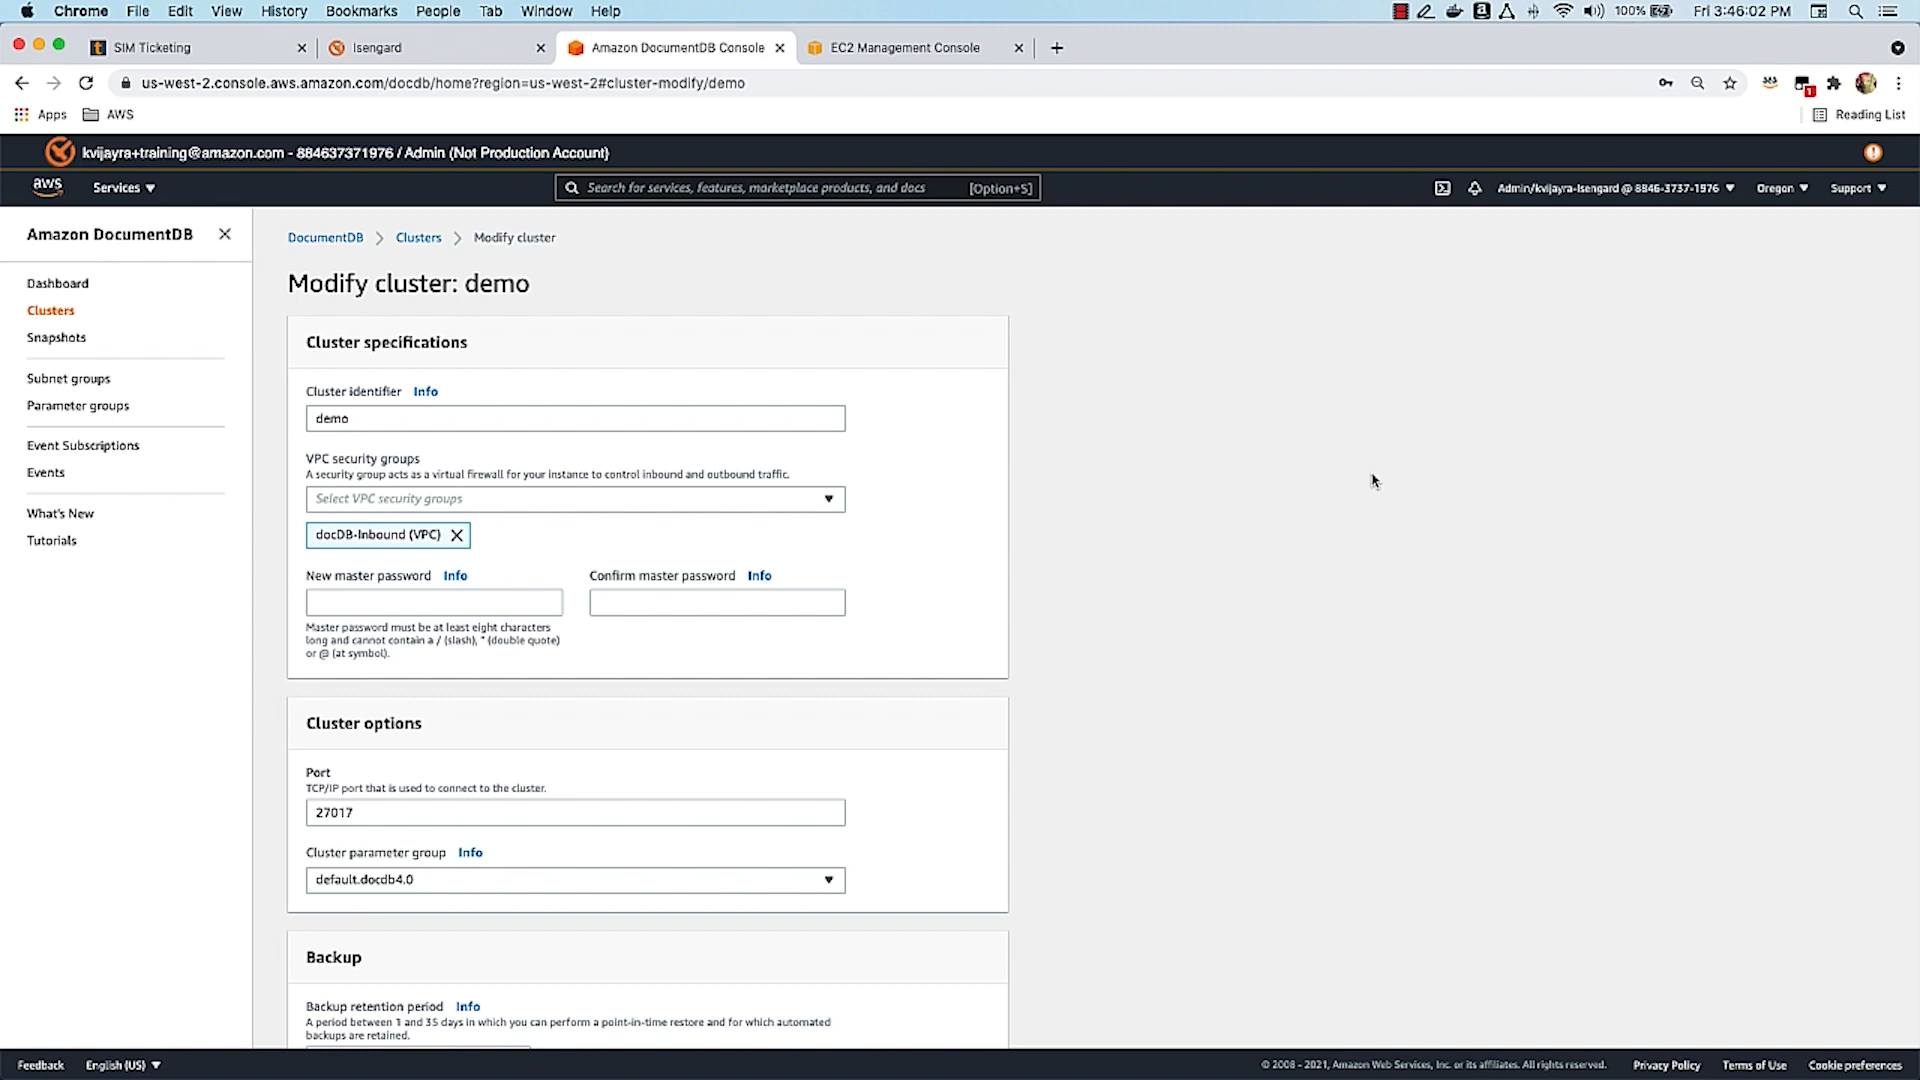 Chrome File Edit View History Bookmarks People Tab Window Help 100% Fri 3:46:02 PM
SIM Ticketing Isengard Amazon DocumentDB Console EC2 Management Console
us-west-2.console.aws.amazon.com/docdb/home?region=us-west-2#cluster-modify/demo 1
Apps AWS Reading List
kvijayra+training@amazon.com - 884637371976 / Admin (Not Production Account)
aws Services Search for services, features, marketplace products, and docs [Option+S] Admin/kvijayra-Isengard @ 8846-3737-1976 Oregon Support
Amazon DocumentDB
Dashboard
Clusters
Snapshots
Subnet groups
Parameter groups
Event Subscriptions
Events
What's New
Tutorials
DocumentDB Clusters Modify cluster
Modify cluster: demo
Cluster specifications
Cluster identifier Info
demo
VPC security groups
A security group acts as a virtual firewall for your instance to control inbound and outbound traffic.
Select VPC security groups
docDB-Inbound (VPC)
New master password Info Confirm master password Info
Master password must be at least eight characters
long and cannot contain a / (slash), " (double quote)
or @ (at symbol).
Cluster options
Port
TCP/IP port that is used to connect to the cluster.
27017
Cluster parameter group Info
default.docdb4.0
Backup
Backup retention period Info
A period between 1 and 35 days in which you can perform a point-in-time restore and for which automated
backups are retained.
Feedback English (US) © 2008 - 2021, Amazon Web Services, Inc. or its affiliates. All rights reserved. Privacy Policy Terms of Use Cookie preferences